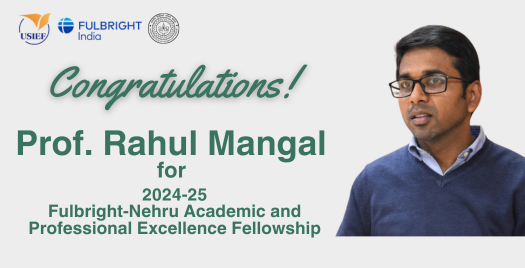 USIEF
FULBRIGHT
India
Congratulations!
Prof. Rahul Mangal
for
2024-25
Fulbright-Nehru Academic and
Professional Excellence Fellowship